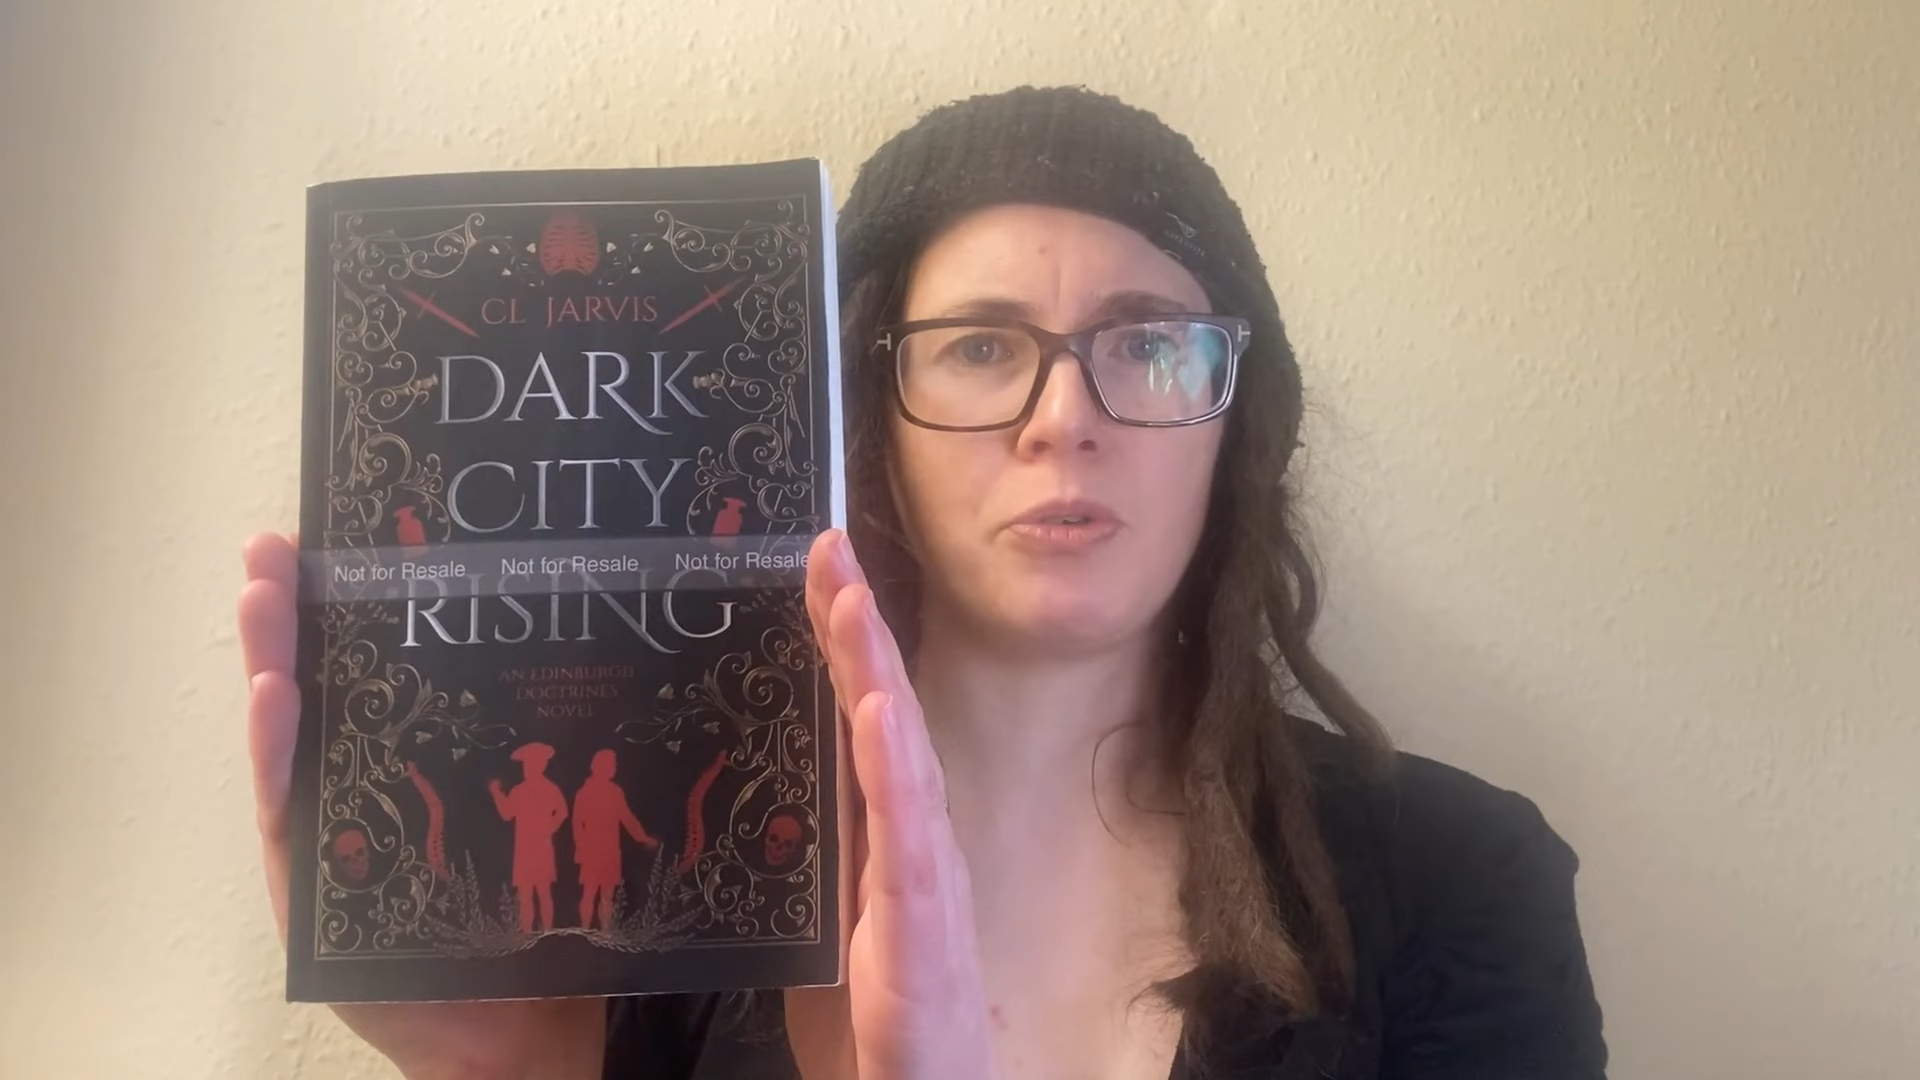 CL JARVIS
DARK
CITY
Not for Resale Not for Resale Not for Resale
RISING
AN EDINBURGH
DOCTRINES
NOVEL